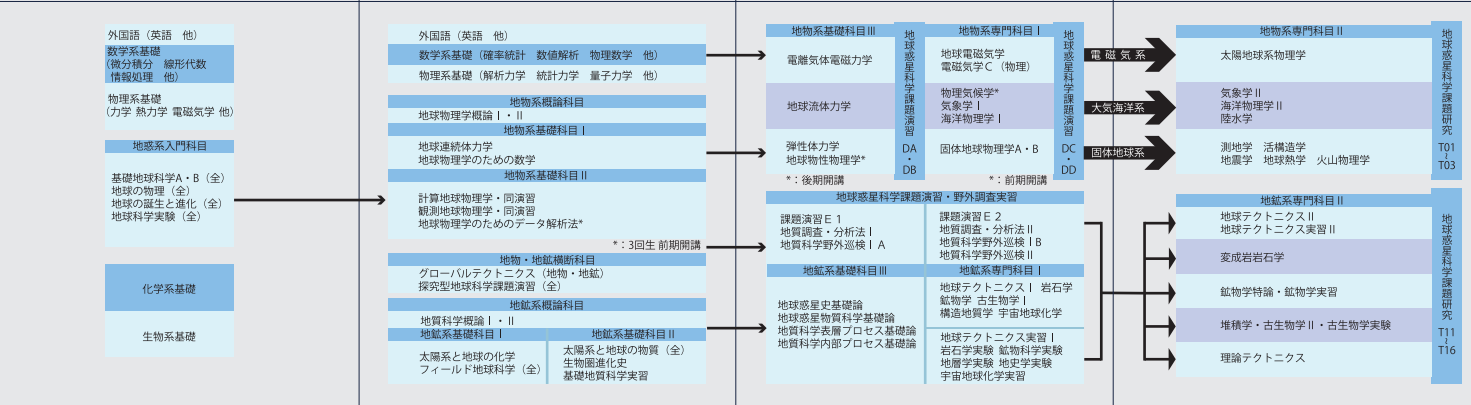 外国語（英語　他）
数学系基礎
（微分積分　線形代数
情報処理　他）
物理系基礎
（力学 熱力学 電磁気学 他）
地惑系入門科目
基礎地球科学A・B（全）
地球の物理（全）
地球の誕生と進化（全）
地球科学実験（全）
化学系基礎
生物系基礎
外国語（英語　他）
数学系基礎（確率統計　数値解析　物理数学　他）
物理系基礎（解析力学　統計力学　量子力学　他）
地物系概論科目
地球物理学概論Ⅰ・Ⅱ
地物系基礎科目Ⅰ
地球連続体力学
地球物理学のための数学
地物系基礎科目Ⅱ
計算地球物理学・同演習
観測地球物理学・同演習
地球物理学のためのデータ解析法*
*：3回生 前期開講
地物・地鉱横断科目
グローバルテクトニクス（地物・地鉱）
探究型地球科学課題演習（全）
地鉱系概論科目
地質科学概論Ⅰ・Ⅱ
地鉱系基礎科目Ⅰ
太陽系と地球の化学
フィールド地球科学（全）
地鉱系基礎科目Ⅱ
太陽系と地球の物質（全）
生物圏進化史
基礎地質科学実習
地物系基礎科目Ⅲ
電離気体電磁力学
地球流体力学
弾性体力学
地球物性物理学*
*：後期開講
地球惑星科学課題演習
DA
・
DB
地物系専門科目Ⅰ
地球電磁気学
電磁気学C（物理）
物理気候学*
気象学Ⅰ
海洋物理学Ⅰ
固体地球物理学A・B
*：前期開講
地球惑星科学課題演習
DC
・
DD
地球惑星科学課題演習・野外調査実習
課題演習E１
地質調査・分析法Ⅰ
地質科学野外巡検ⅠA
課題演習E２
地質調査・分析法Ⅱ
地質科学野外巡検ⅠB
地質科学野外巡検Ⅱ
地鉱系基礎科目Ⅲ
地球惑星史基礎論
地球惑星物質科学基礎論
地質科学表層プロセス基礎論
地質科学内部プロセス基礎論
地鉱系専門科目Ⅰ
地球テクトニクスⅠ 岩石学
鉱物学 古生物学Ⅰ
構造地質学 宇宙地球化学
地球テクトニクス実習Ⅰ
岩石学実験 鉱物科学実験
地層学実験 地史学実験
宇宙地球化学実習
電磁気系
大気海洋系
固体地球系
地物系専門科目Ⅱ
太陽地球系物理学
気象学Ⅱ
海洋物理学Ⅱ
陸水学
測地学　活構造学
地震学　地球熱学　火山物理学
地球惑星科学課題研究
T01
~
T03
地鉱系専門科目Ⅱ
地球テクトニクスⅡ
地球テクトニクス実習Ⅱ
変成岩岩石学
鉱物学特論・鉱物学実習
堆積学・古生物学Ⅱ・古生物学実験
理論テクトニクス
地球惑星科学課題研究
T11
~
T16